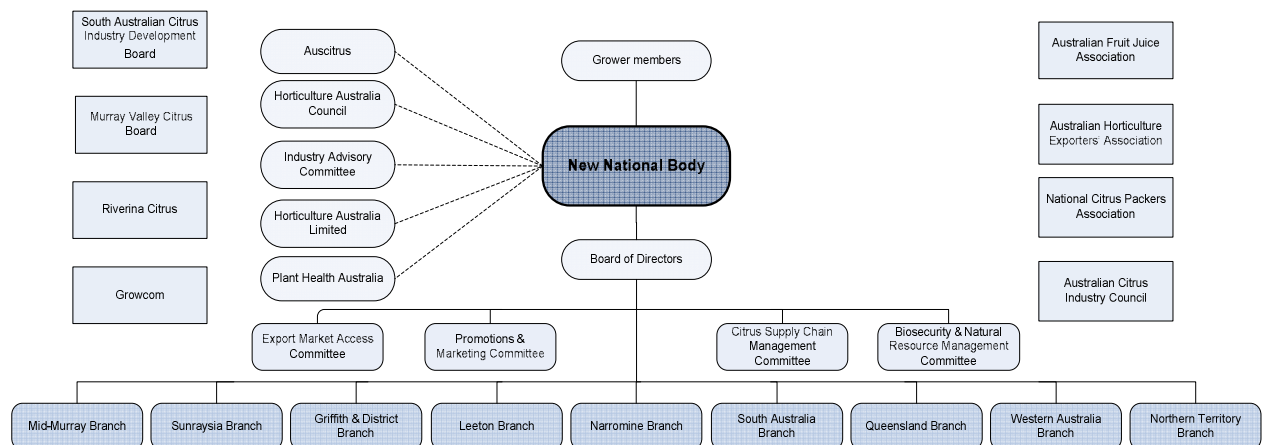 South Australian Citrus
Industry Development
Board
Murray Valley Citrus
Board
Riverina Citrus
Growcom
Auscitrus
Horticulture Australia
Council
Industry Advisory
Committee
Horticulture Australia
Limited
Plant Health Australia
Grower members
New National Body
Board of Directors
Australian Fruit Juice
Association
Australian Horticulture
Exporters' Association
National Citrus Packers
Association
Australian Citrus
Industry Council
Export Market Access
Committee
Promotions &
Marketing Committee
Citrus Supply Chain
Management
Committee
Biosecurity & Natural
Resource Management
Committee
Mid-Murray Branch
Sunraysia Branch
Griffith & District
Branch
Leeton Branch
Narromine Branch
South Australia
Branch
Queensland Branch
Western Australia
Branch
Northern Territory
Branch